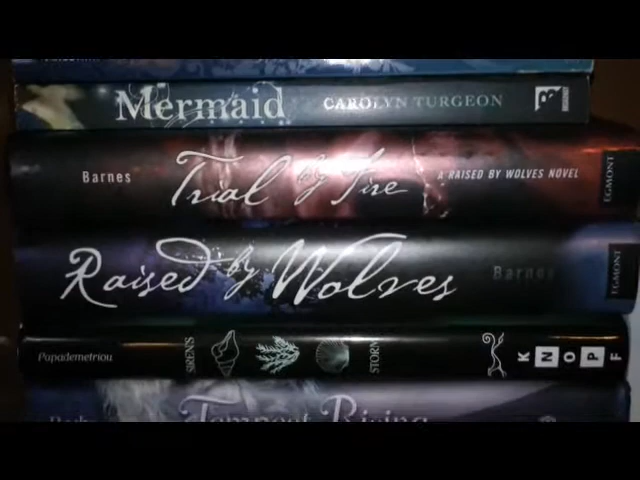 Mermaid CAROLYN TURGEON
Barnes Trial by Fire A RAISED BY WOLVES NOVEL EGMONT
Raised by Wolves Barnes EGMONT
Papademetriou SIREN'S STORM KNOPF
Tempest Rising